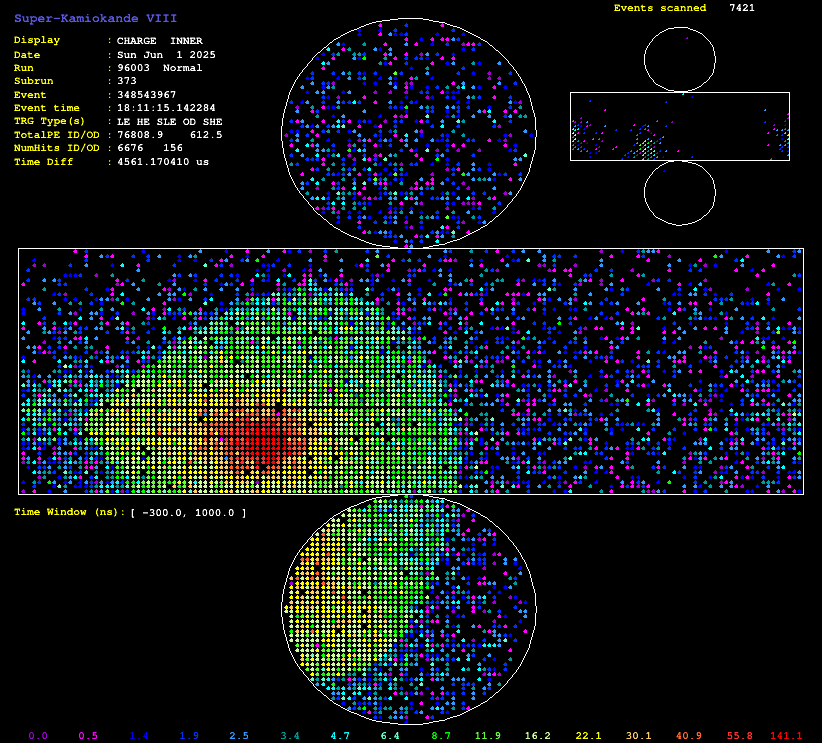 Super-Kamiokande VIII
Events scanned 7421
Display : CHARGE INNER
Date : Sun Jun 1 2025
Run : 96003 Normal
Subrun : 373
Event : 348543967
Event time : 18:11:15.142284
TRG Type(s) : LE HE SLE OD SHE
TotalPE ID/OD : 76808.9 612.5
NumHits ID/OD : 6676 156
Time Diff : 4561.170410 us
Time Window (ns): [ -300.0, 1000.0 ]
0.0 0.5 1.4 1.9 2.5 3.4 4.7 6.4 8.7 11.9 16.2 22.1 30.1 40.9 55.8 141.1